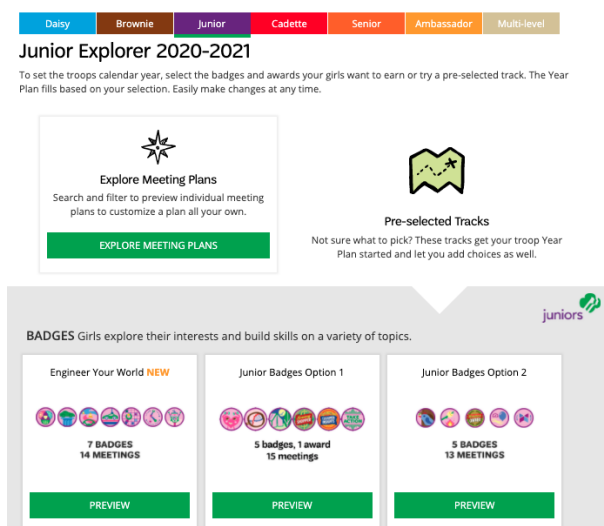 Daisy Brownie Junior Cadette Senior Ambassador Multi-level
Junior Explorer 2020-2021
To set the troops calendar year, select the badges and awards your girls want to earn or try a pre-selected track. The Year
Plan fills based on your selection. Easily make changes at any time.
Explore Meeting Plans
Search and filter to preview individual meeting
plans to customize a plan all your own.
EXPLORE MEETING PLANS
Pre-selected Tracks
Not sure what to pick? These tracks get your troop Year
Plan started and let you add choices as well.
juniors
BADGES Girls explore their interests and build skills on a variety of topics.
Engineer Your World NEW
7 BADGES
14 MEETINGS
PREVIEW
Junior Badges Option 1
5 badges, 1 award
15 meetings
PREVIEW
Junior Badges Option 2
5 BADGES
13 MEETINGS
PREVIEW